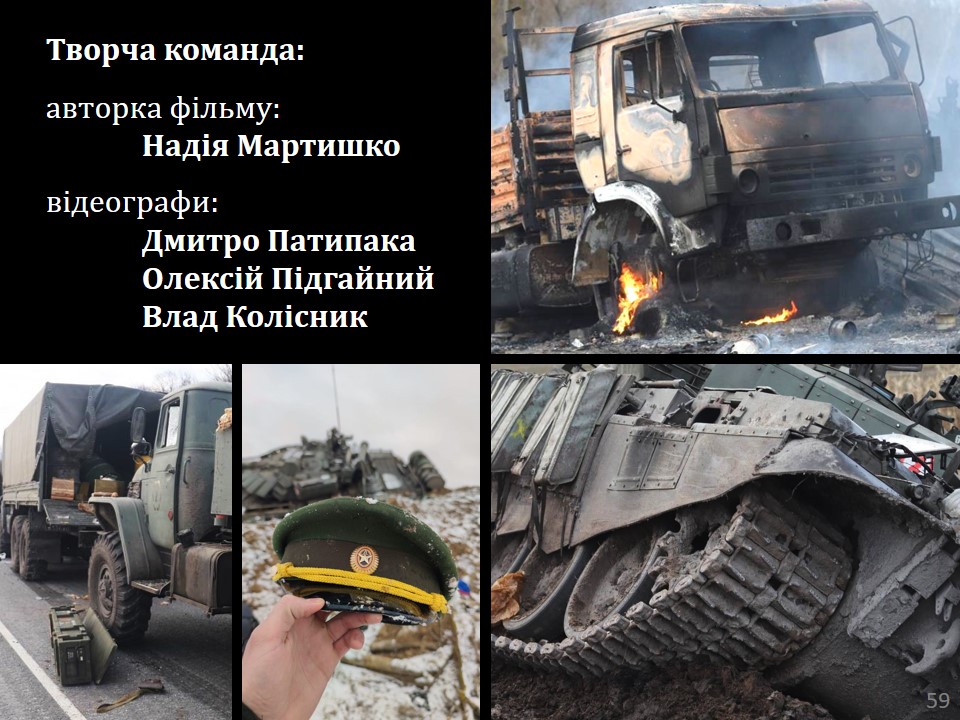 Творча команда:
авторка фільму:
Надія Мартишко
відеографи:
Дмитро Патипака
Олексій Підгайний
Влад Колісник
59